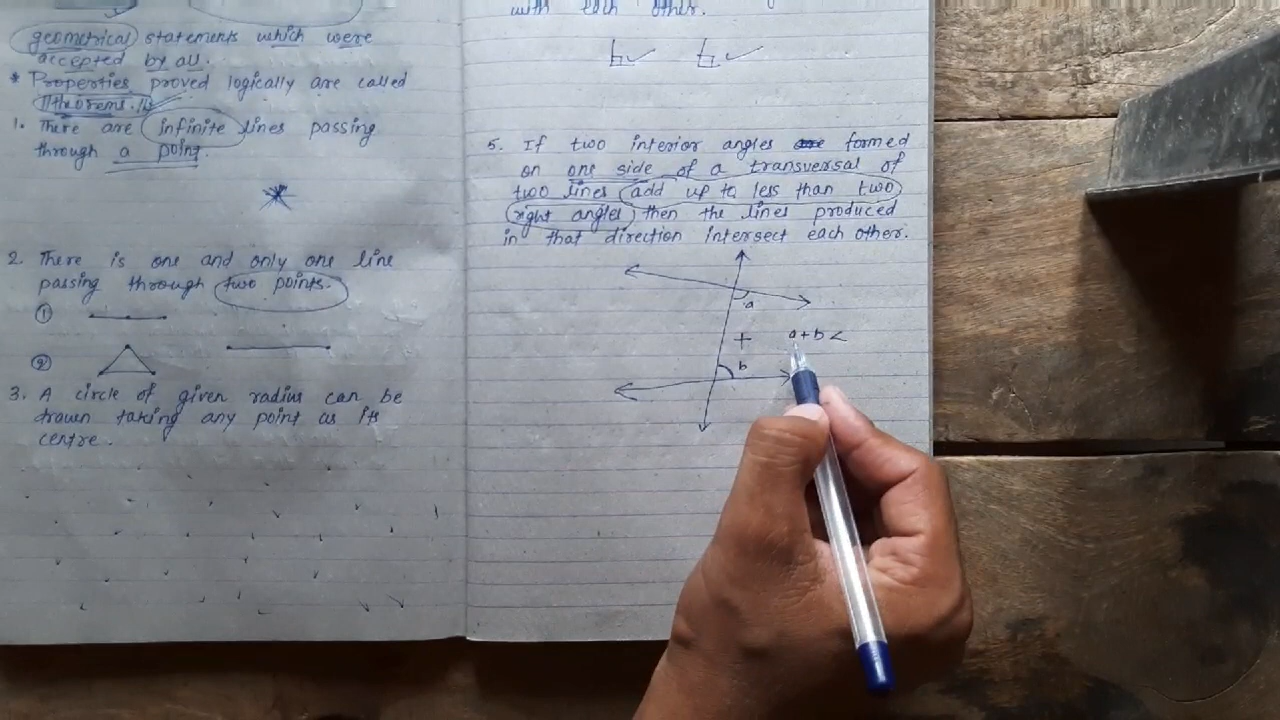 geometrical statements which were
accepted by all.
* Properties proved logically are called
Theorems.
1. There are infinite lines passing
through a point.
2. There is one and only one line
passing through two points.
①
②
3. A circle of given radius can be
drawn taking any point as its
centre.
with each other.
5. If two interior angles formed
on one side of a transversal of
two lines add up to less than two
right angles then the lines produced
in that direction intersect each other.
a
+ a+b <
b